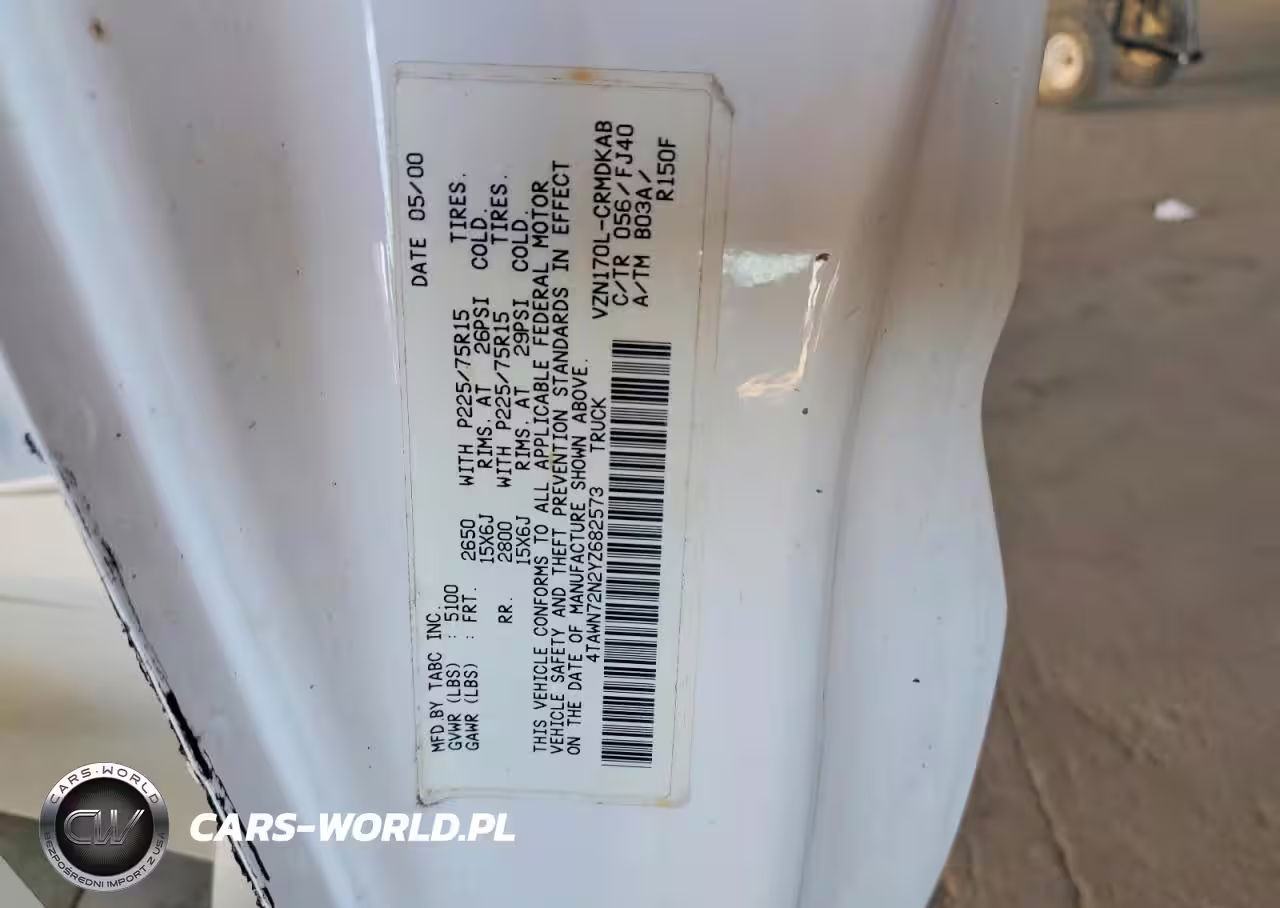 MFD.BY TABC INC. DATE 05/00
GVWR (LBS) : 5100
GAWR (LBS) : FRT. 2650 WITH P225/75R15 TIRES.
15X6J RIMS. AT 26PSI COLD.
RR. 2800 WITH P225/75R15 TIRES.
15X6J RIMS. AT 29PSI COLD.
THIS VEHICLE CONFORMS TO ALL APPLICABLE FEDERAL MOTOR
VEHICLE SAFETY AND THEFT PREVENTION STANDARDS IN EFFECT
ON THE DATE OF MANUFACTURE SHOWN ABOVE.
4TAWN72N2YZ682573 TRUCK
VZN170L-CRMDKAB
C/TR 056/FJ40
A/TM B03A/
R150F
CARS-WORLD
CW
BEZPOŚREDNI IMPORT Z USA
CARS-WORLD.PL